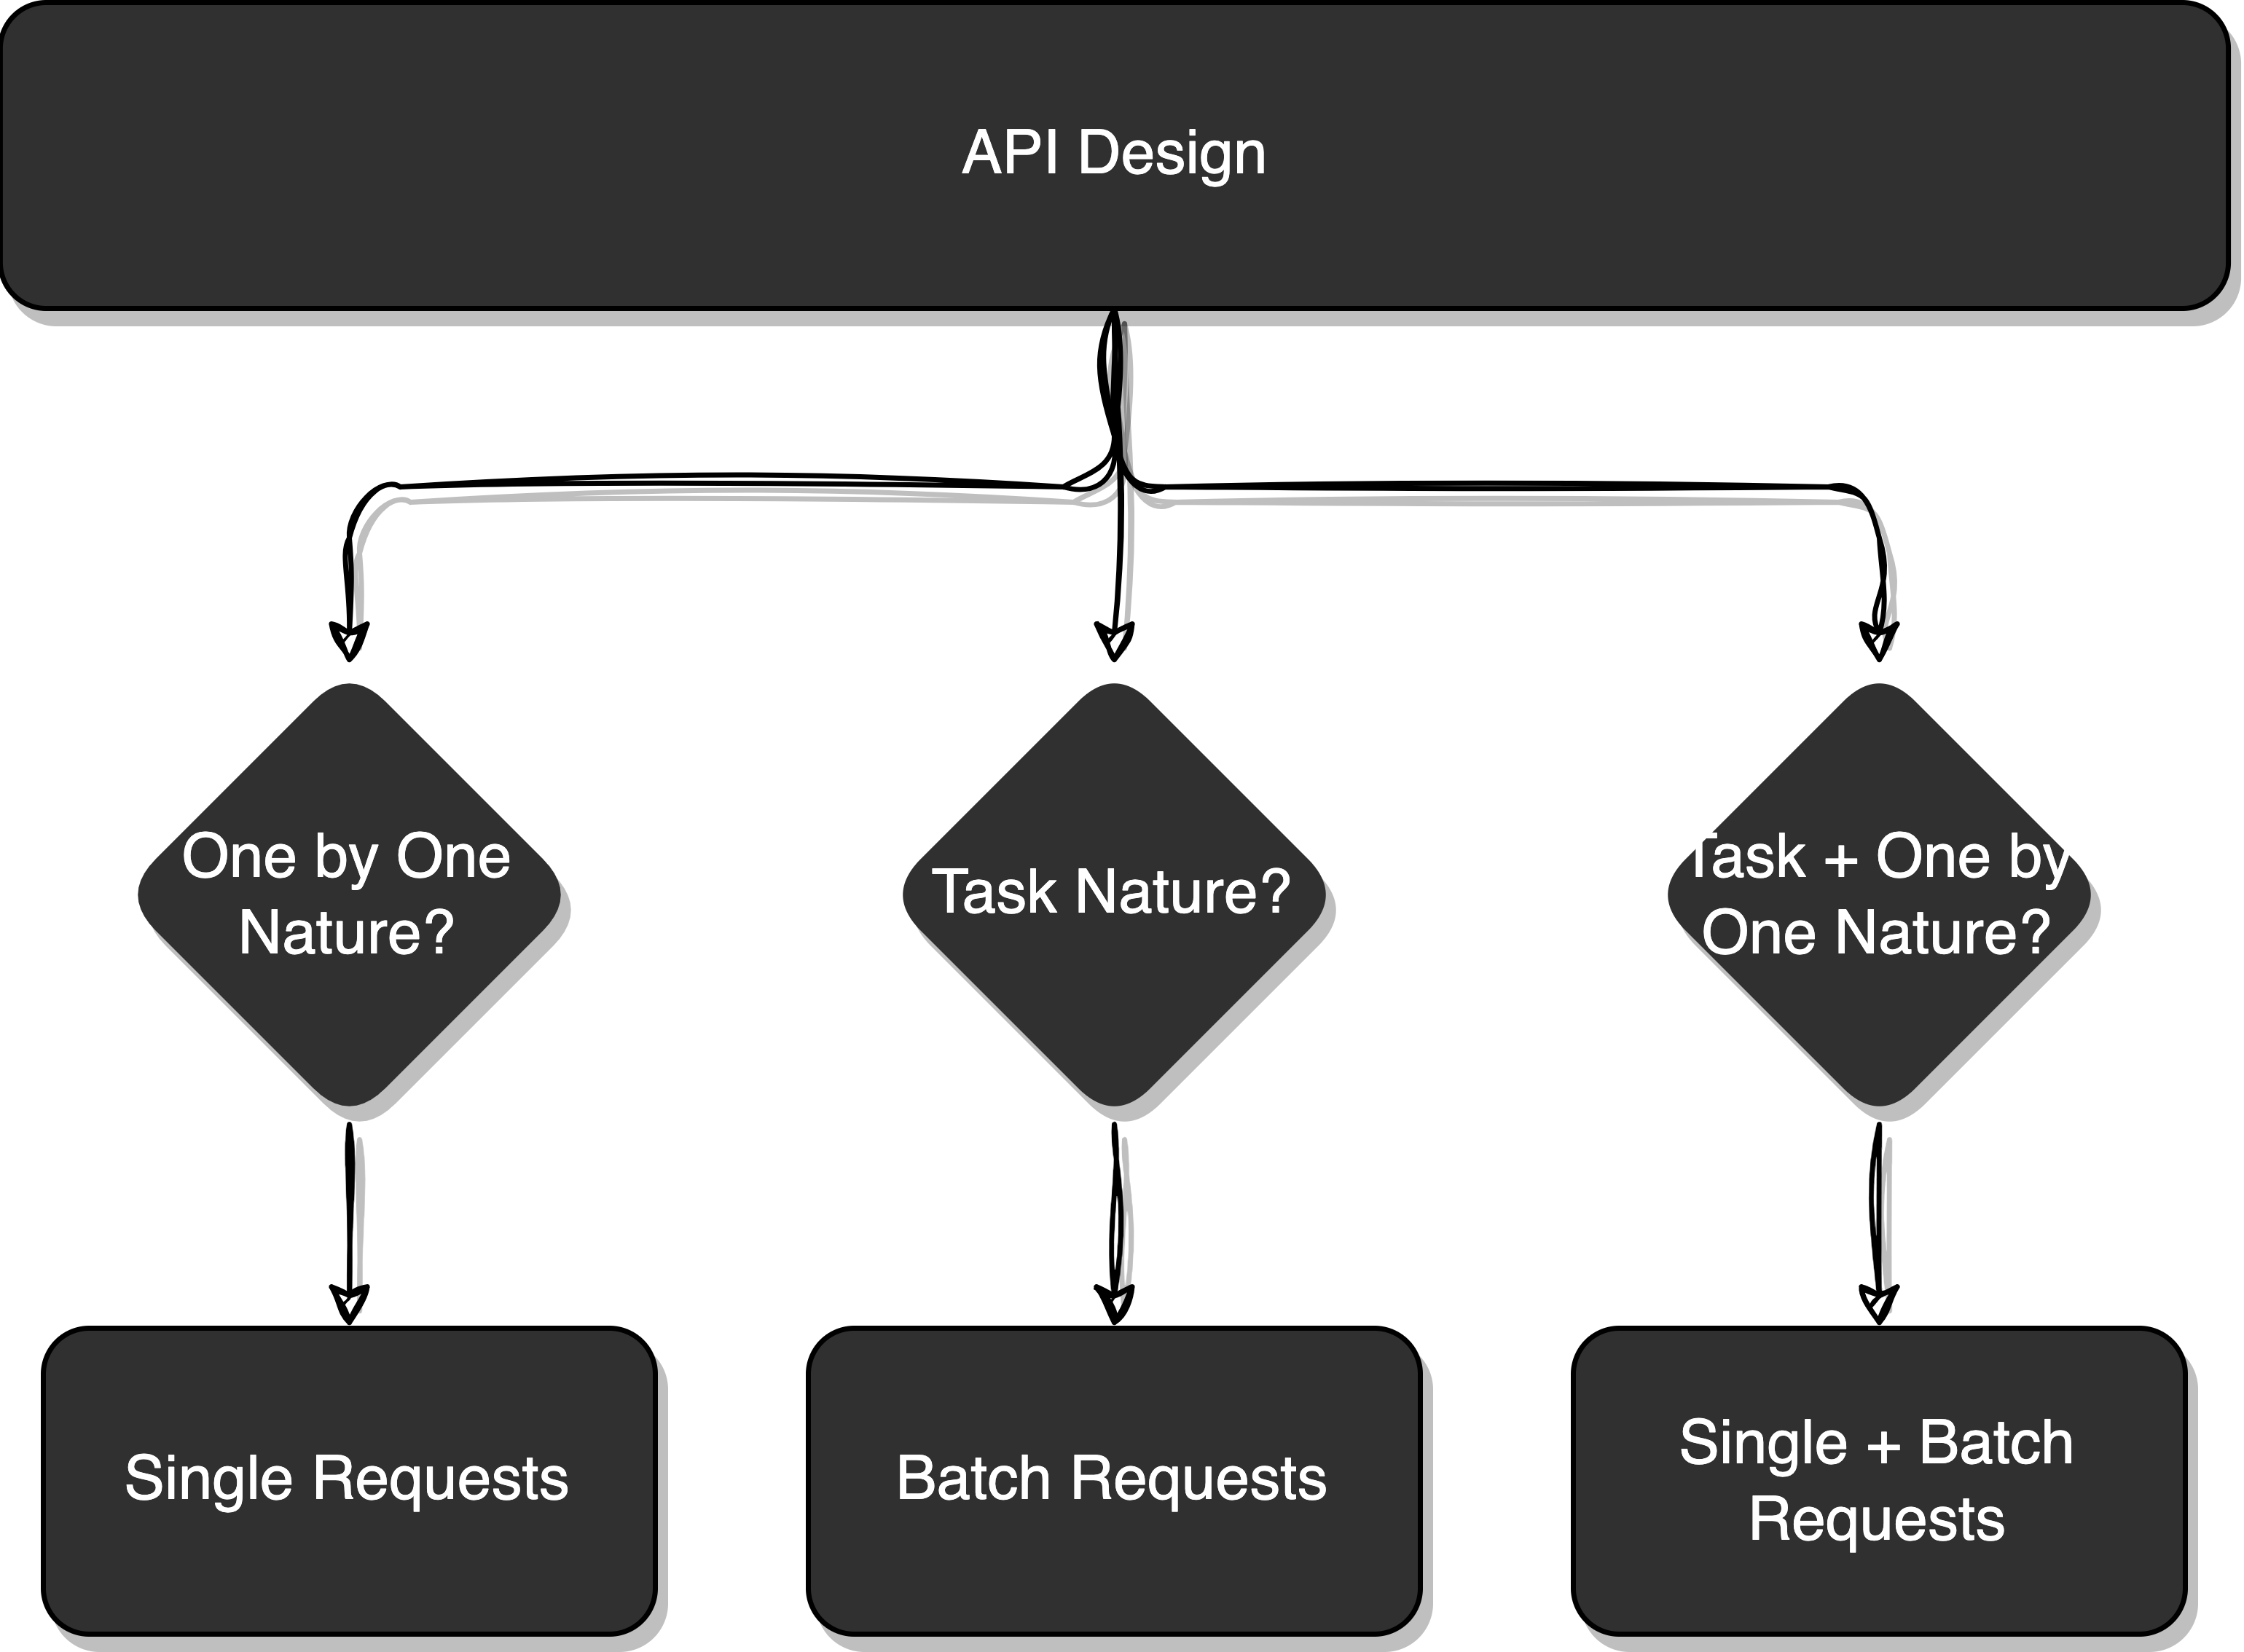 API Design
One by One
Nature?
Task Nature?
Task + One by
One Nature?
Single Requests
Batch Requests
Single + Batch
Requests